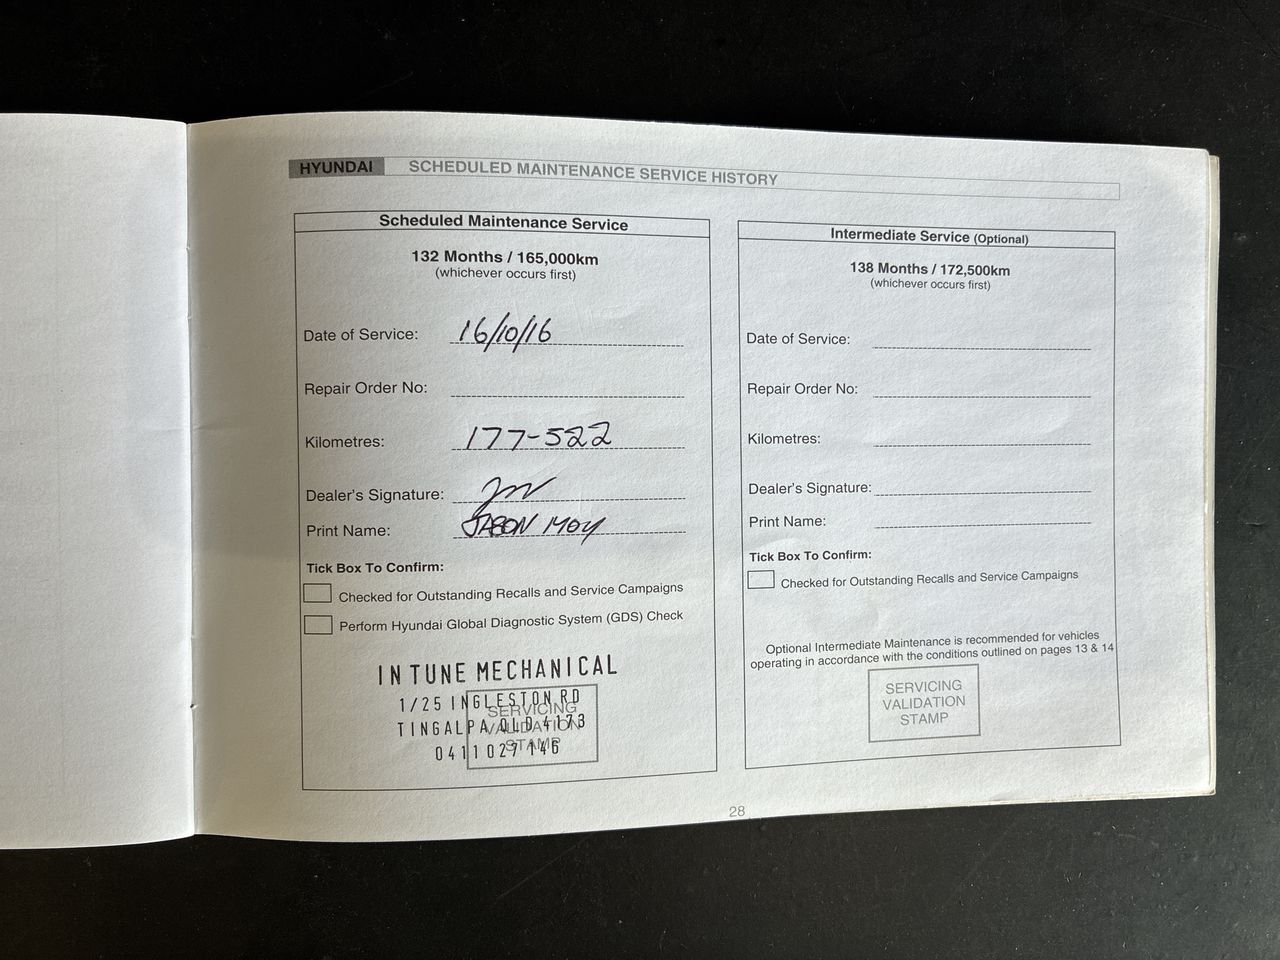 HYUNDAI SCHEDULED MAINTENANCE SERVICE HISTORY
Scheduled Maintenance Service
132 Months / 165,000km
(whichever occurs first)
Date of Service: 16/10/16
Repair Order No:
Kilometres: 177-522
Dealer's Signature:
Print Name: JASON MOY
Tick Box To Confirm:
Checked for Outstanding Recalls and Service Campaigns
Perform Hyundai Global Diagnostic System (GDS) Check
IN TUNE MECHANICAL
1/25 INGLESTON RD
TINGALPA QLD 4173
0411 027 146
SERVICING
VALIDATION
STAMP
Intermediate Service (Optional)
138 Months / 172,500km
(whichever occurs first)
Date of Service:
Repair Order No:
Kilometres:
Dealer's Signature:
Print Name:
Tick Box To Confirm:
Checked for Outstanding Recalls and Service Campaigns
Optional Intermediate Maintenance is recommended for vehicles
operating in accordance with the conditions outlined on pages 13 & 14
SERVICING
VALIDATION
STAMP
28